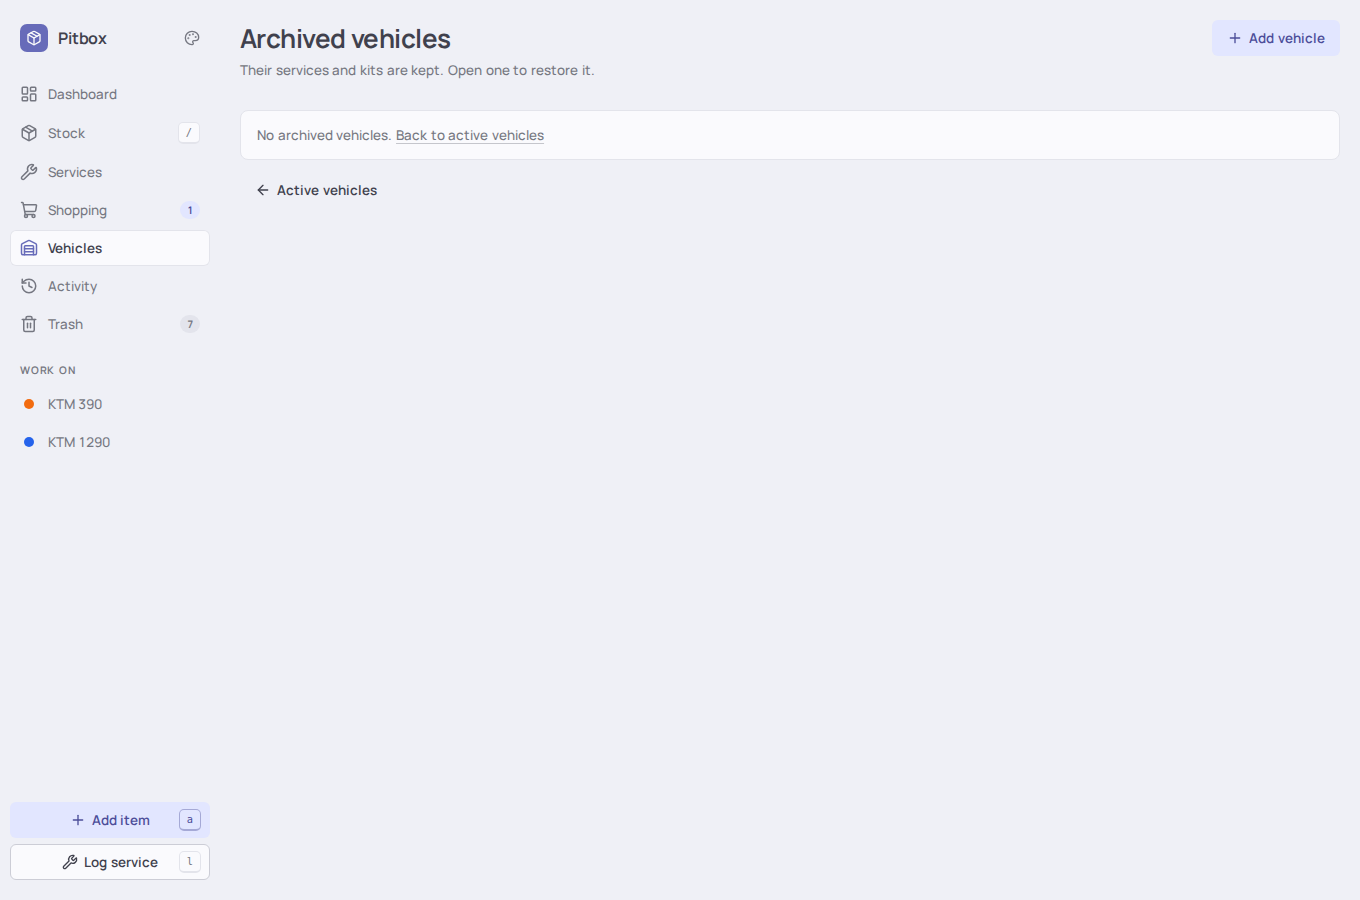 Pitbox
Dashboard
Stock /
Services
Shopping 1
Vehicles
Activity
Trash 7
WORK ON
KTM 390
KTM 1290
Add item a
Log service l
Archived vehicles
Their services and kits are kept. Open one to restore it.
Add vehicle
No archived vehicles. Back to active vehicles
Active vehicles